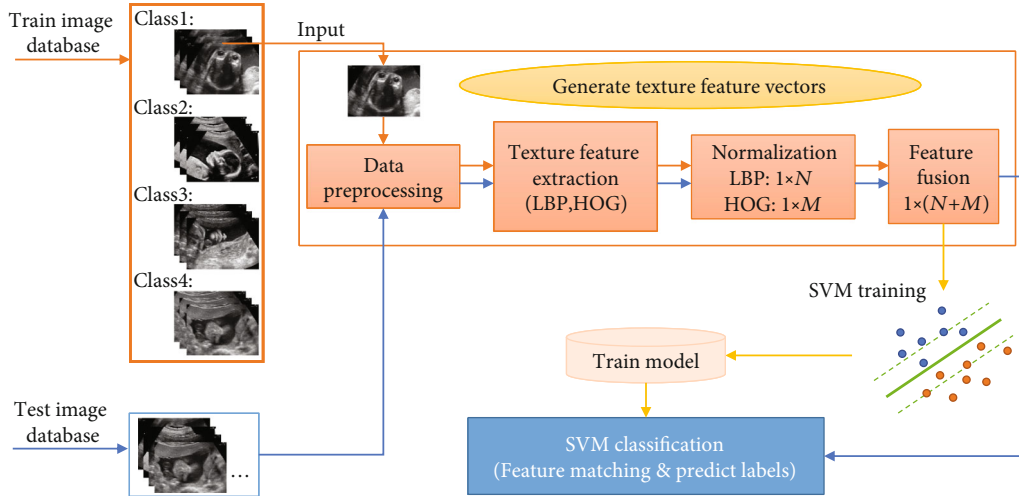 Train image
database
Class1:
Class2:
Class3:
Class4:
Input
Generate texture feature vectors
Data
preprocessing
Texture feature
extraction
(LBP,HOG)
Normalization
LBP: 1×N
HOG: 1×M
Feature
fusion
1×(N+M)
SVM training
Train model
Test image
database
...
SVM classification
(Feature matching & predict labels)